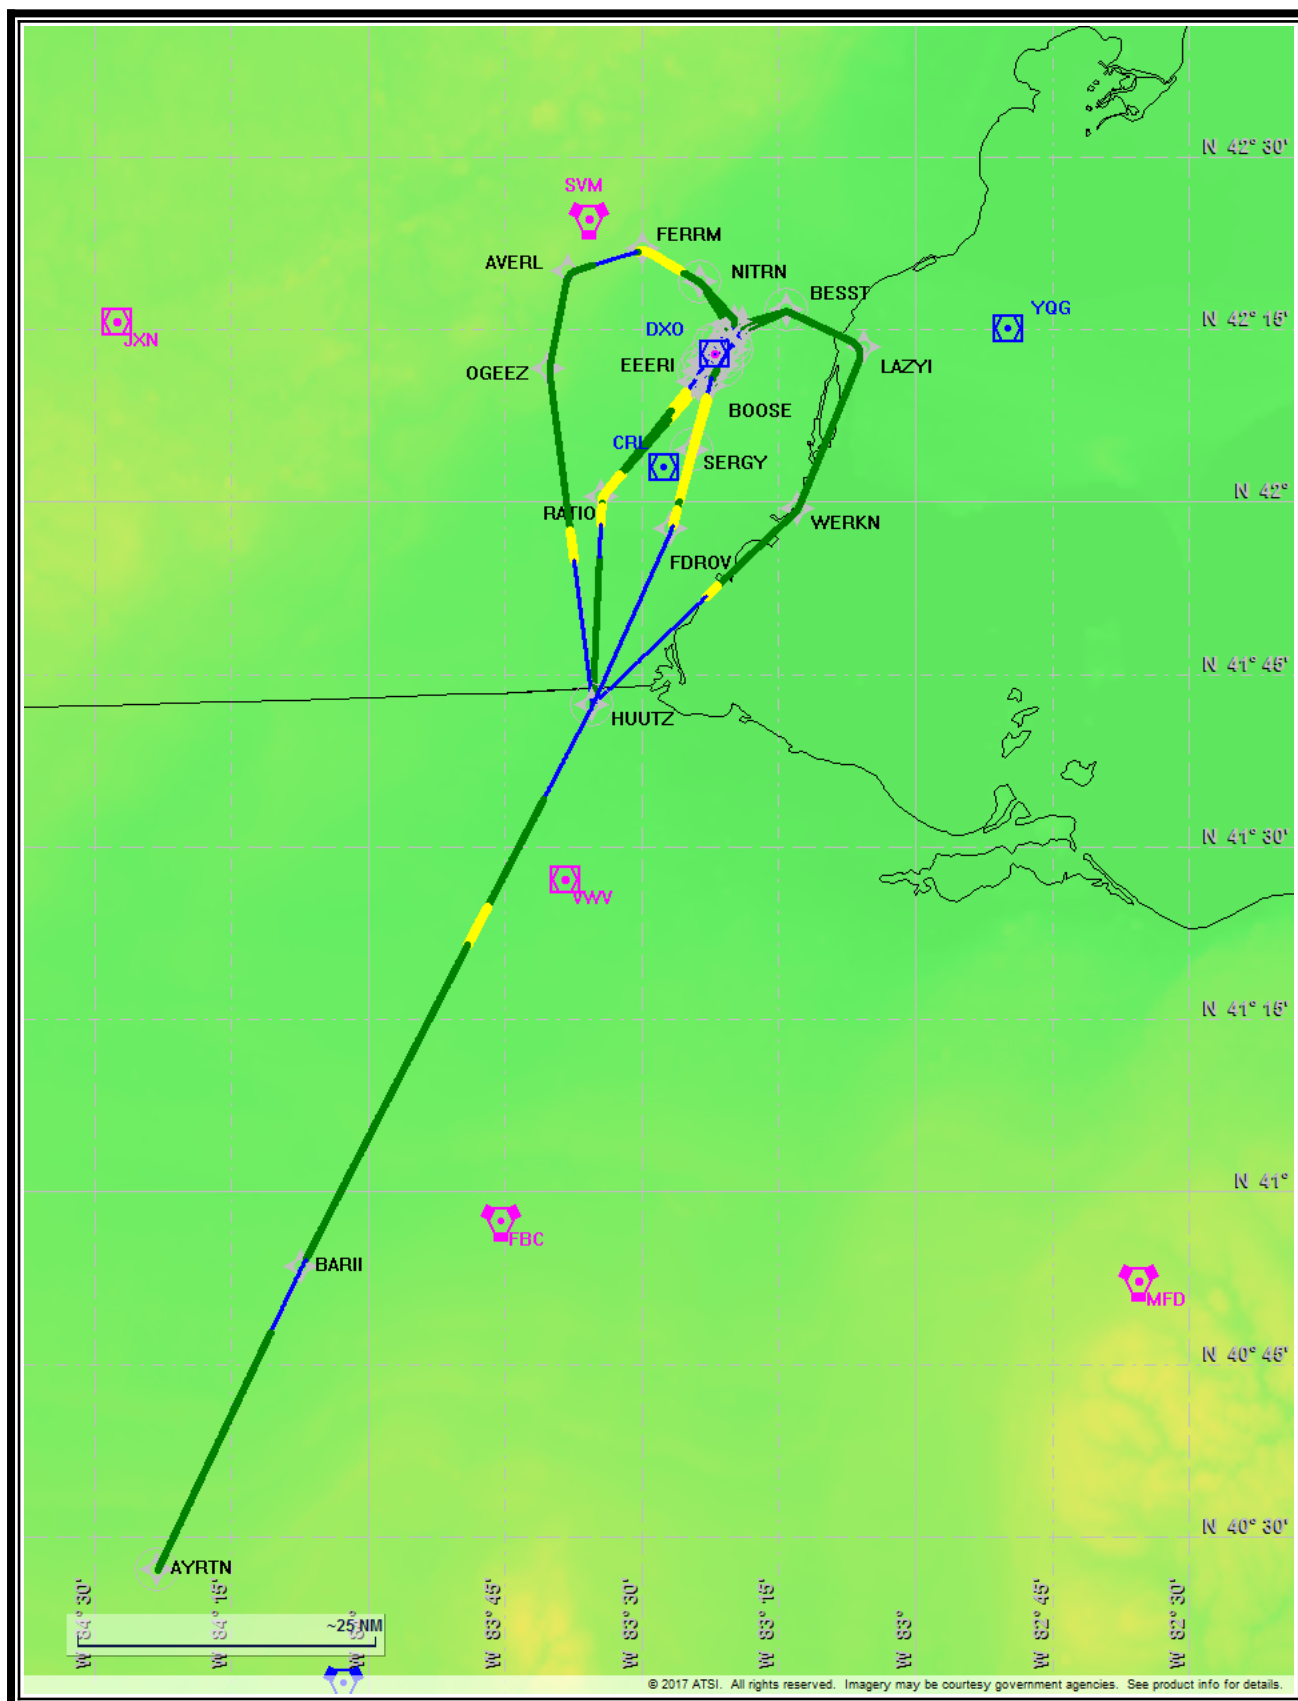 N 42° 30'
SVM
FERRM
AVERL
NITRN
BESST
YQG
N 42° 15'
DXO
JXN
EEERI
LAZYI
OGEEZ
BOOSE
CRL
SERGY
N 42°
RATIO
WERKN
FDROV
N 41° 45'
HUUTZ
N 41° 30'
VWV
N 41° 15'
N 41°
FBC
BARII
MFD
N 40° 45'
N 40° 30'
AYRTN
W 84° 30'
W 84° 15'
W 83° 45'
W 83° 30'
W 83° 15'
W 83°
W 82° 45'
W 82° 30'
~25 NM
© 2017 ATSI. All rights reserved. Imagery may be courtesy government agencies. See product info for details.